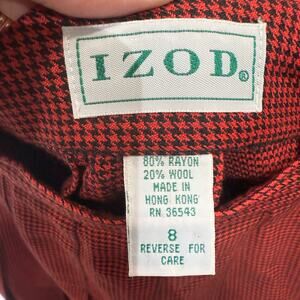 IZOD®
80% RAYON
20% WOOL
MADE IN
HONG KONG
RN 36543
8
REVERSE FOR
CARE